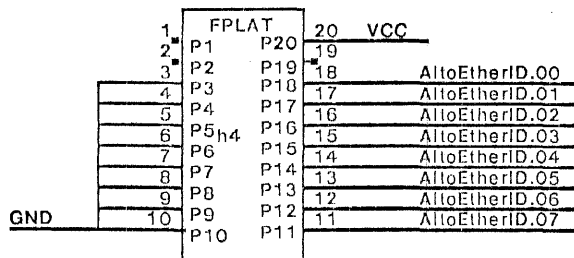 FPLAT
1 P1 P20 20 VCC
2 P2 P19 19
3 P3 P18 18 AltoEtherID.00
4 P4 P17 17 AltoEtherID.01
5 P5 h4 P16 16 AltoEtherID.02
6 P6 P15 15 AltoEtherID.03
7 P7 P14 14 AltoEtherID.04
8 P8 P13 13 AltoEtherID.05
9 P9 P12 12 AltoEtherID.06
GND 10 P10 P11 11 AltoEtherID.07